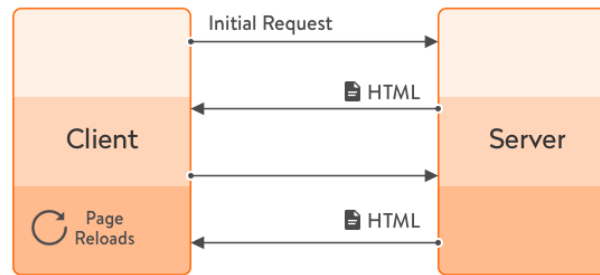 Initial Request
HTML
Client
Server
Page
Reloads
HTML